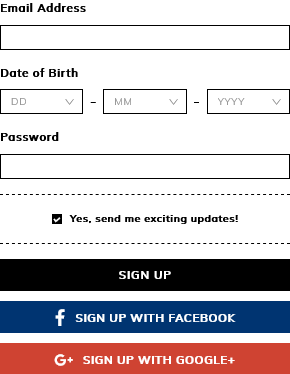 Email Address
Date of Birth
DD – MM – YYYY
Password
Yes, send me exciting updates!
SIGN UP
SIGN UP WITH FACEBOOK
G+ SIGN UP WITH GOOGLE+